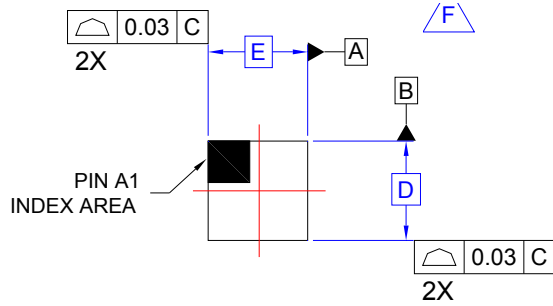 0.03 C
2X
E
A
F
B
PIN A1
INDEX AREA
D
0.03 C
2X